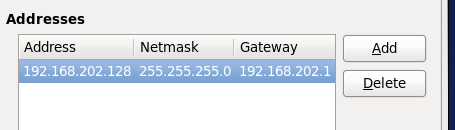 Addresses
Address Netmask Gateway Add
192.168.202.128 255.255.255.0 192.168.202.1
Delete